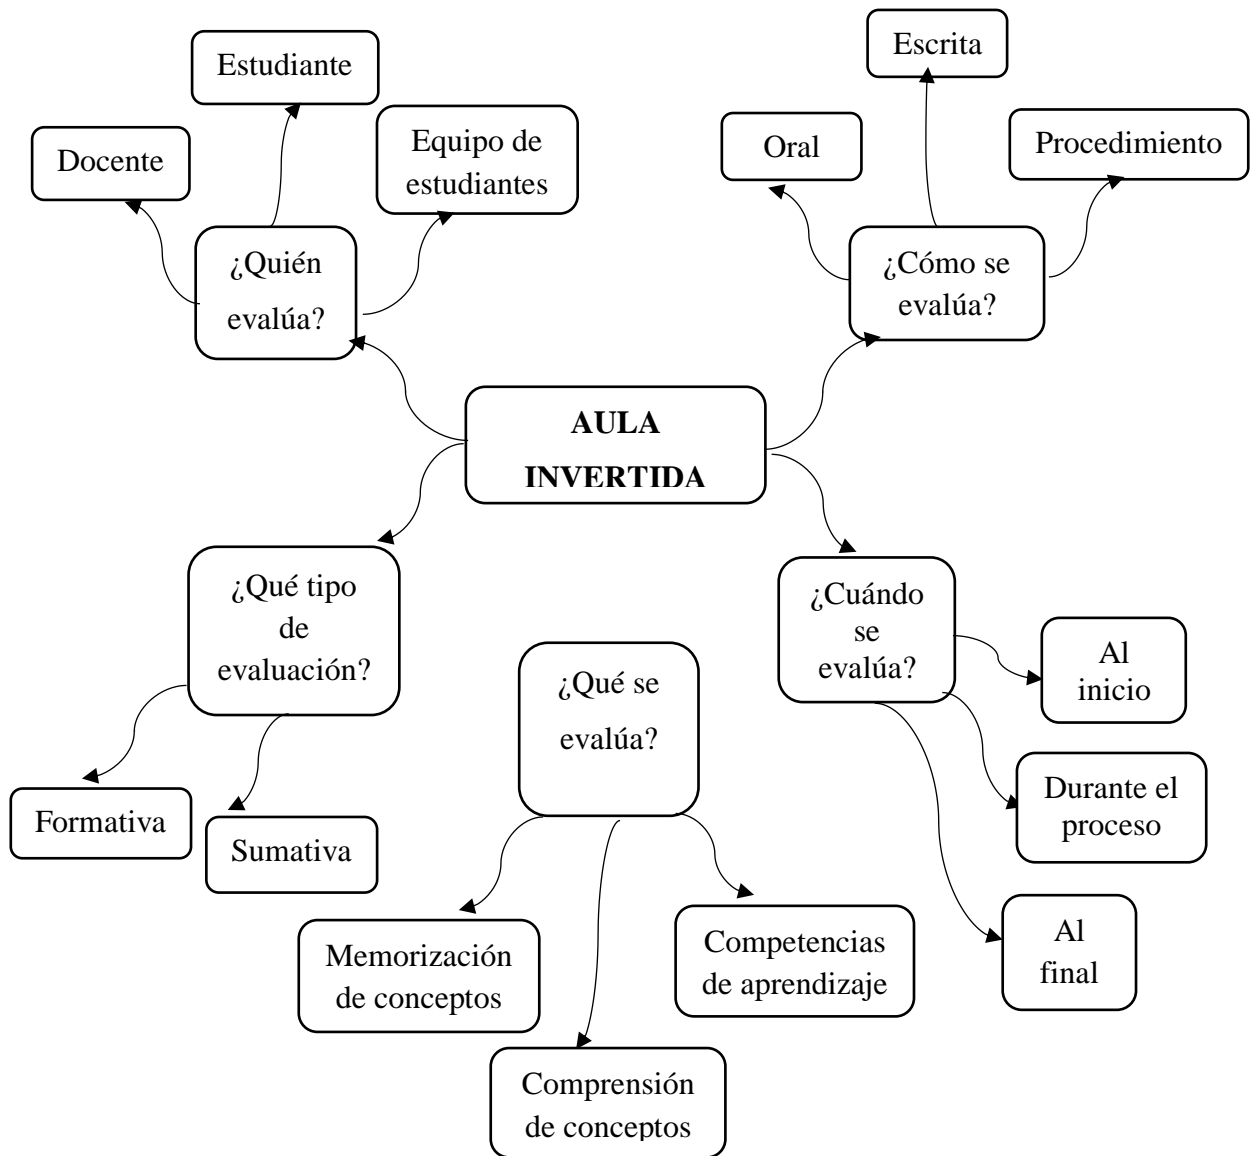 Estudiante
Docente
Equipo de
estudiantes
¿Quién
evalúa?
Escrita
Oral
Procedimiento
¿Cómo se
evalúa?
AULA
INVERTIDA
¿Qué tipo
de
evaluación?
Formativa
Sumativa
¿Qué se
evalúa?
Memorización
de conceptos
Comprensión
de conceptos
Competencias
de aprendizaje
¿Cuándo
se
evalúa?
Al
inicio
Durante el
proceso
Al
final